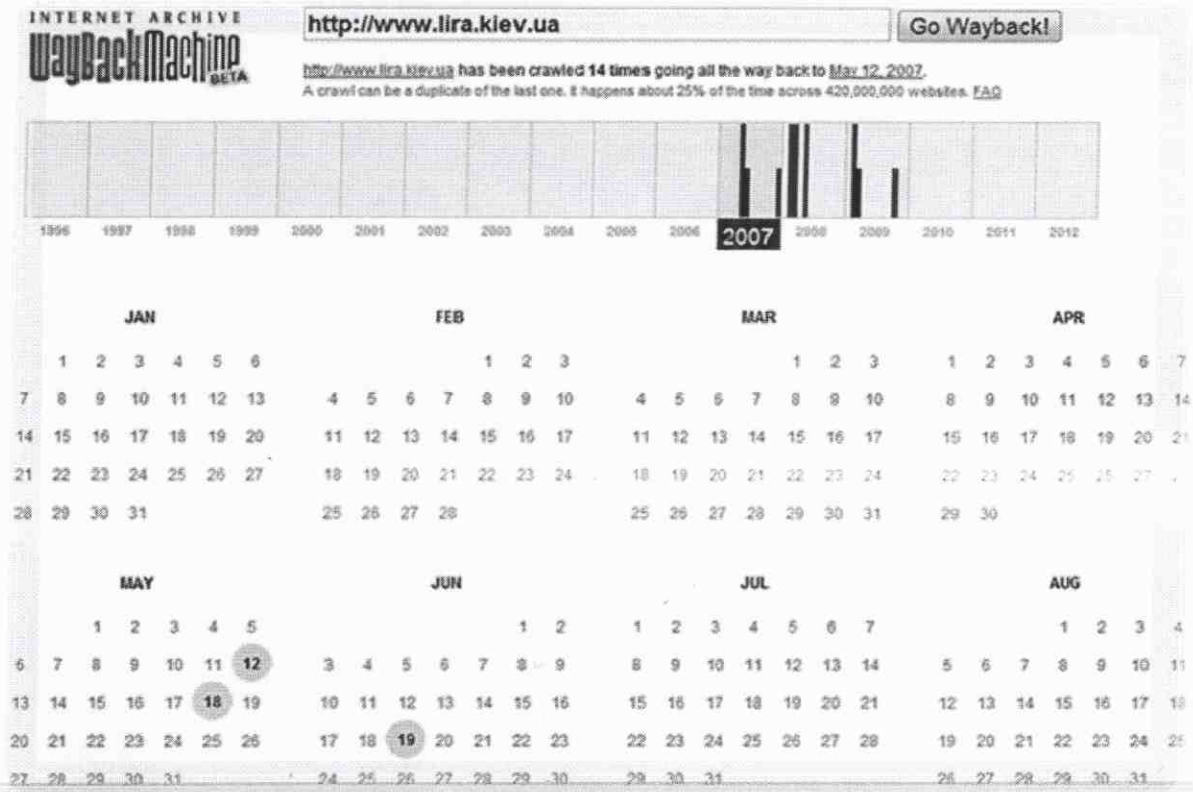 INTERNET ARCHIVE
WayBackMachine
BETA
http://www.lira.kiev.ua
Go Wayback!
http://www.lira.kiev.ua has been crawled 14 times going all the way back to May 12, 2007.
A crawl can be a duplicate of the last one. It happens about 25% of the time across 420,000,000 websites. FAQ
1996 1997 1998 1999 2000 2001 2002 2003 2004 2005 2006 2007 2008 2009 2010 2011 2012
JAN FEB MAR APR
1 2 3 4 5 6 1 2 3 1 2 3 1 2 3 4 5 6 7
7 8 9 10 11 12 13 4 5 6 7 8 9 10 4 5 6 7 8 9 10 8 9 10 11 12 13 14
14 15 16 17 18 19 20 11 12 13 14 15 16 17 11 12 13 14 15 16 17 15 16 17 18 19 20 21
21 22 23 24 25 26 27 18 19 20 21 22 23 24 18 19 20 21 22 23 24 22 23 24 25 26 27
28 29 30 31 25 26 27 28 25 26 27 28 29 30 31 29 30
MAY JUN JUL AUG
1 2 3 4 5 1 2 1 2 3 4 5 6 7 1 2 3 4
6 7 8 9 10 11 12 3 4 5 6 7 8 9 8 9 10 11 12 13 14 5 6 7 8 9 10 11
13 14 15 16 17 18 19 10 11 12 13 14 15 16 15 16 17 18 19 20 21 12 13 14 15 16 17 18
20 21 22 23 24 25 26 17 18 19 20 21 22 23 22 23 24 25 26 27 28 19 20 21 22 23 24 25
27 28 29 30 31 24 25 26 27 28 29 30 29 30 31 26 27 28 29 30 31